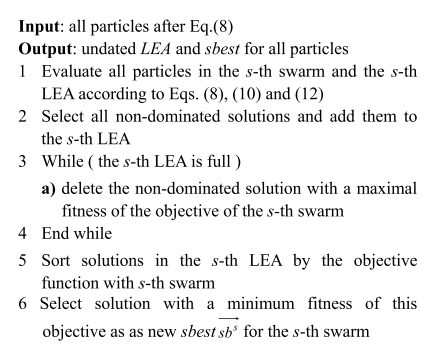 Input: all particles after Eq.(8)
Output: undated LEA and sbest for all particles
1 Evaluate all particles in the s-th swarm and the s-th
LEA according to Eqs. (8), (10) and (12)
2 Select all non-dominated solutions and add them to
the s-th LEA
3 While ( the s-th LEA is full )
a) delete the non-dominated solution with a maximal
fitness of the objective of the s-th swarm
4 End while
5 Sort solutions in the s-th LEA by the objective
function with s-th swarm
6 Select solution with a minimum fitness of this
objective as as new sbest $\overrightarrow{sb^s}$ for the s-th swarm